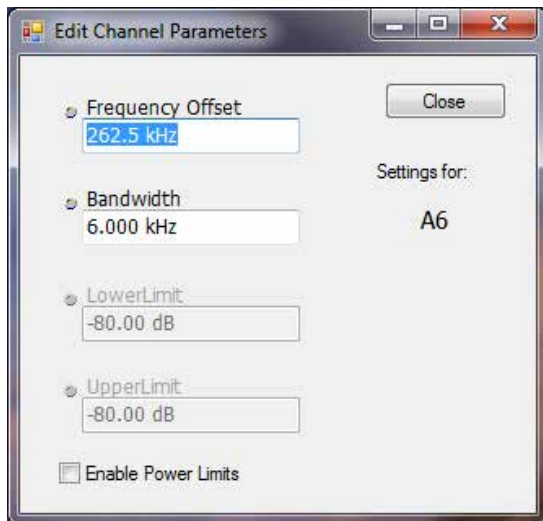 Edit Channel Parameters
Frequency Offset
262.5 kHz
Close
Settings for:
A6
Bandwidth
6.000 kHz
LowerLimit
-80.00 dB
UpperLimit
-80.00 dB
Enable Power Limits